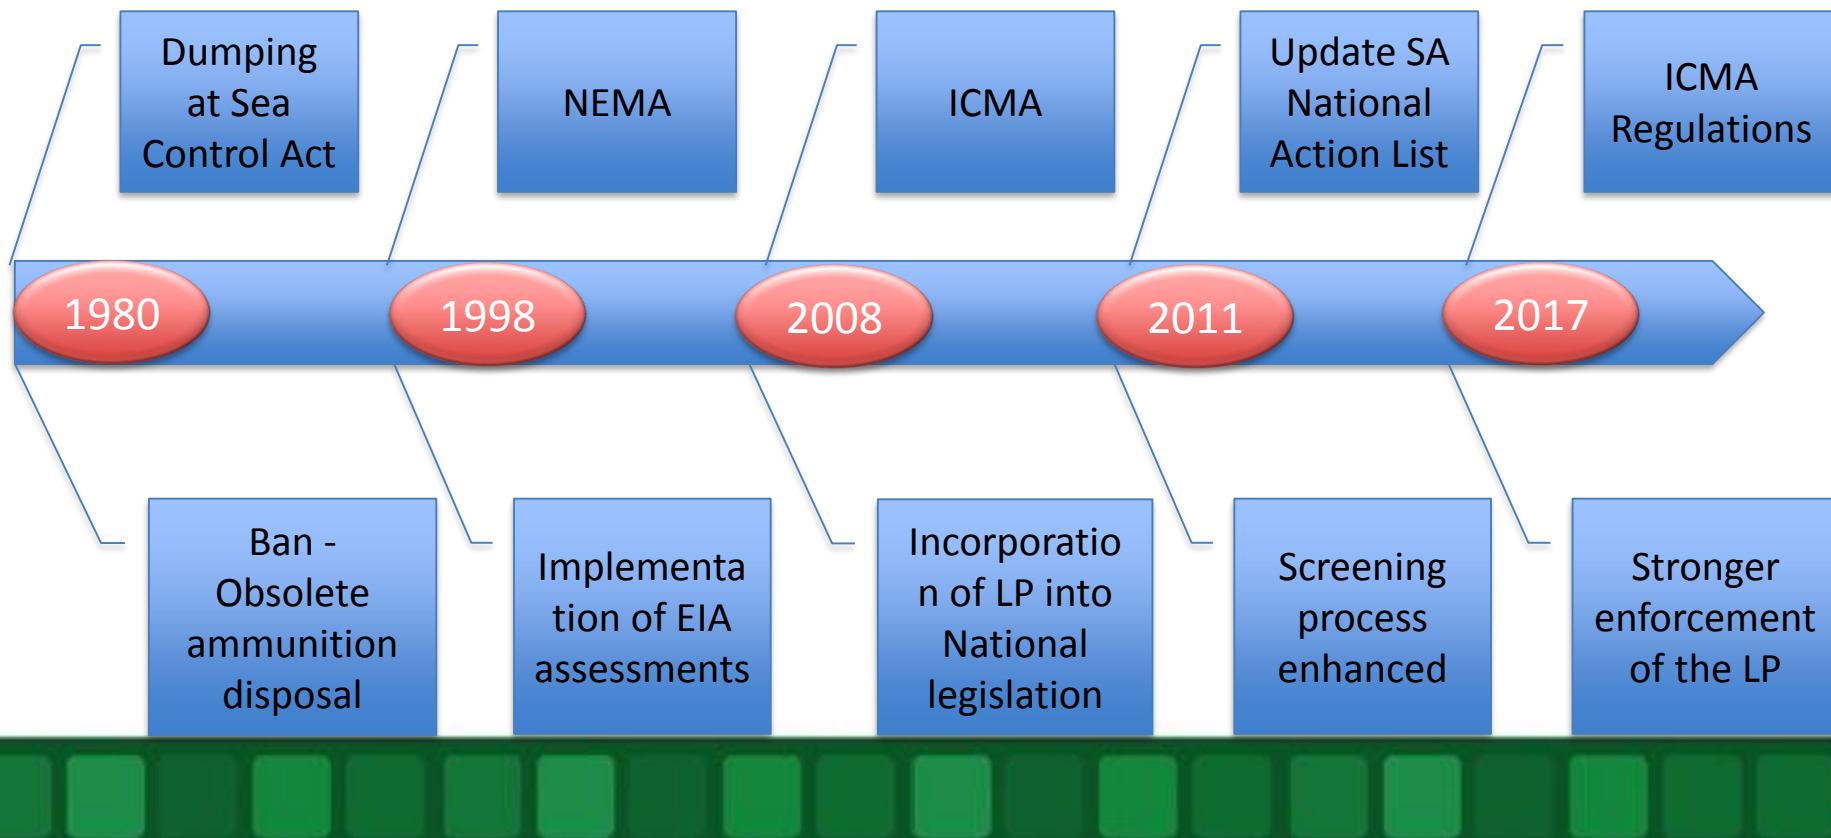 Dumping
at Sea
Control Act
NEMA
ICMA
Update SA
National
Action List
ICMA
Regulations
1980
1998
2008
2011
2017
Ban -
Obsolete
ammunition
disposal
Implementa
tion of EIA
assessments
Incorporatio
n of LP into
National
legislation
Screening
process
enhanced
Stronger
enforcement
of the LP